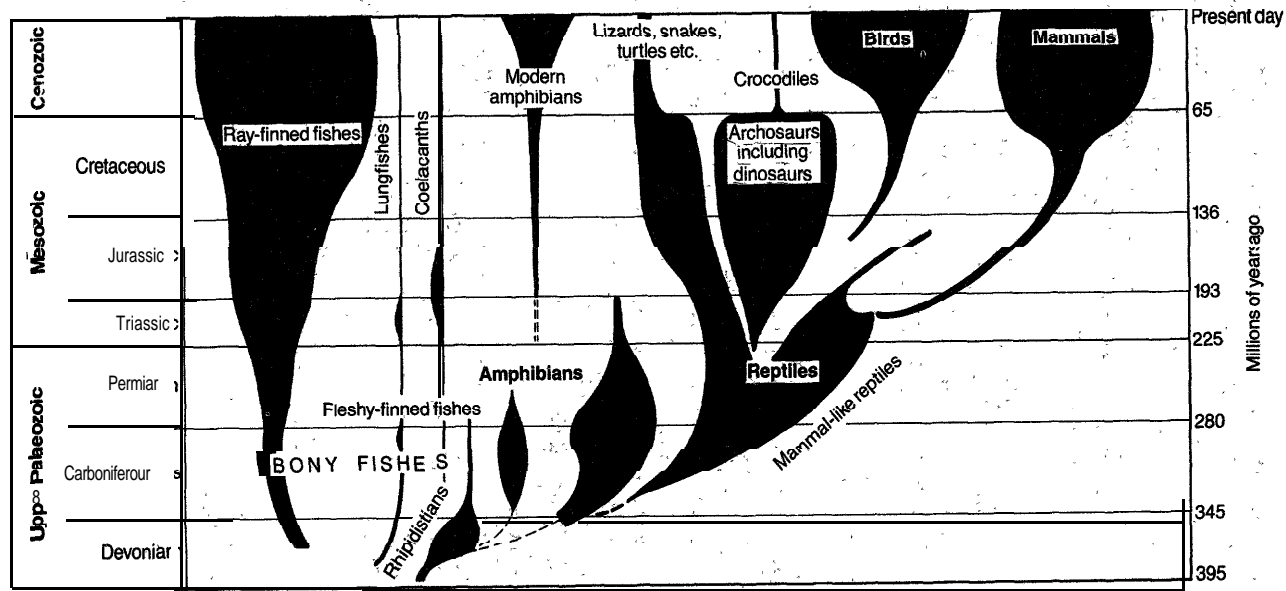 Present day
Cenozoic
Lizards, snakes,
turtles etc.
Birds
Mammals
Modern
amphibians
Crocodiles
65
Ray-finned fishes
Lungfishes
Coelacanths
Archosaurs
including
dinosaurs
Cretaceous
136
Mesozoic
Jurassic
Millions of years ago
193
Triassic
225
Amphibians
Reptiles
Permiar
Mammal-like reptiles
Fleshy-finned fishes
280
Palaeozoic
Carboniferour
BONY FISHES
Rhipidistians
345
Devoniar
395